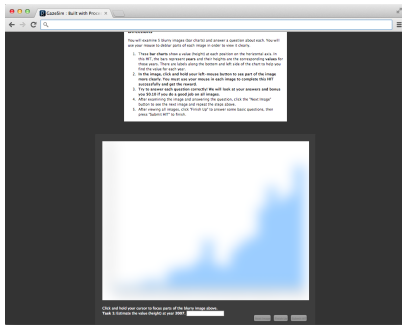 GazeSim : Built with Proce
You will examine 5 blurry images (bar charts) and answer a question about each. You will
use your mouse to deblur parts of each image in order to view it clearly.
1. These bar charts show a value (height) at each position on the horizontal axis. In
this HIT, the bars represent years and their heights are the corresponding values for
those years. There are labels along the bottom and left side of the chart to help you
find the value for each year.
2. In the image, click and hold your left-mouse button to see part of the image
more clearly. You must use your mouse in each image to complete this HIT
successfully and get the reward.
3. Try to answer each question correctly! We will look at your answers and bonus
you $0.10 if you do a good job on all images.
4. After examining the image and answering the question, click the "Next Image"
button to see the next image and repeat the steps above.
5. After viewing all images, click "Finish Up" to answer some basic questions, then
press "Submit HIT" to finish.
Click and hold your cursor to focus parts of the blurry image above.
Task 1: Estimate the value (height) at year